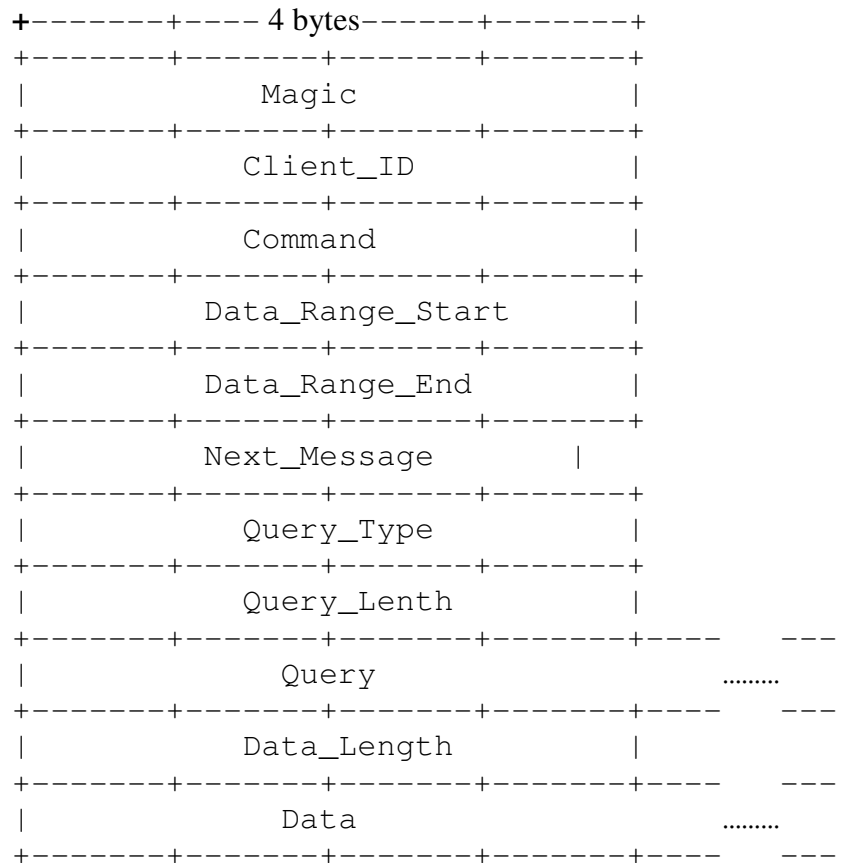 +-------+---- 4 bytes------+-------+
+-------+-------+-------+-------+
| Magic |
+-------+-------+-------+-------+
| Client_ID |
+-------+-------+-------+-------+
| Command |
+-------+-------+-------+-------+
| Data_Range_Start |
+-------+-------+-------+-------+
| Data_Range_End |
+-------+-------+-------+-------+
| Next_Message |
+-------+-------+-------+-------+
| Query_Type |
+-------+-------+-------+-------+
| Query_Lenth |
+-------+-------+-------+-------+---- ---
| Query .........
+-------+-------+-------+-------+---- ---
| Data_Length |
+-------+-------+-------+-------+---- ---
| Data .........
+-------+-------+-------+-------+---- ---